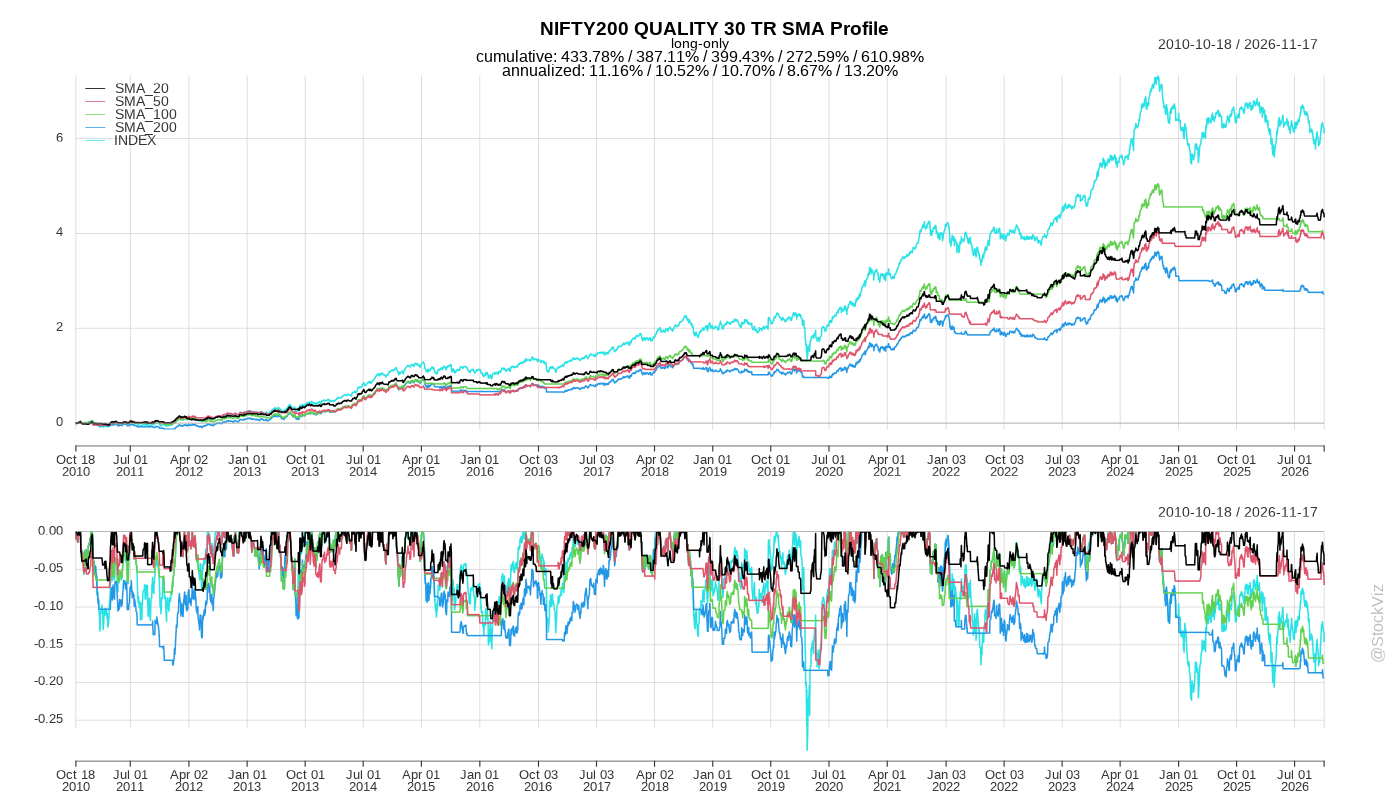 NIFTY200 QUALITY 30 TR SMA Profile
long-only
2010-10-18 / 2026-11-17
cumulative: 433.78% / 387.11% / 399.43% / 272.59% / 610.98%
annualized: 11.16% / 10.52% / 10.70% / 8.67% / 13.20%
SMA_20
SMA_50
SMA_100
SMA_200
INDEX
6
4
2
0
Oct 18 Jul 01 Apr 02 Jan 01 Oct 01 Jul 01 Apr 01 Jan 01 Oct 03 Jul 03 Apr 02 Jan 01 Oct 01 Jul 01 Apr 01 Jan 03 Oct 03 Jul 03 Apr 01 Jan 01 Oct 01 Jul 01
2010 2011 2012 2013 2013 2014 2015 2016 2016 2017 2018 2019 2019 2020 2021 2022 2022 2023 2024 2025 2025 2026
2010-10-18 / 2026-11-17
0.00
-0.05
-0.10
-0.15
-0.20
-0.25
Oct 18 Jul 01 Apr 02 Jan 01 Oct 01 Jul 01 Apr 01 Jan 01 Oct 03 Jul 03 Apr 02 Jan 01 Oct 01 Jul 01 Apr 01 Jan 03 Oct 03 Jul 03 Apr 01 Jan 01 Oct 01 Jul 01
2010 2011 2012 2013 2013 2014 2015 2016 2016 2017 2018 2019 2019 2020 2021 2022 2022 2023 2024 2025 2025 2026
@StockViz